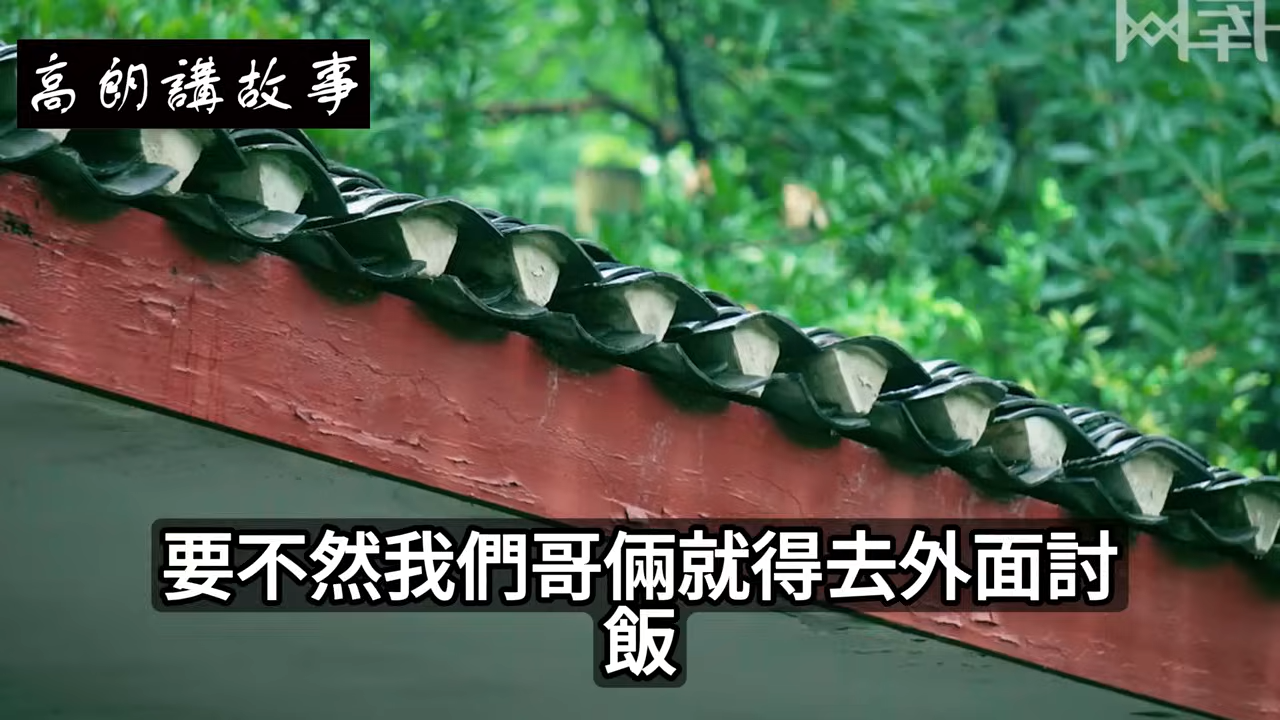 高朗講故事
要不然我們哥倆就得去外面討
飯